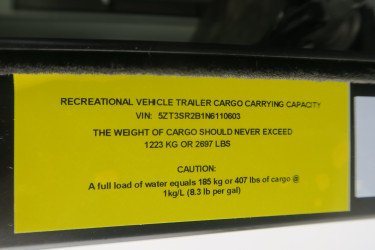 RECREATIONAL VEHICLE TRAILER CARGO CARRYING CAPACITY
VIN: 5ZT3SR2B1N6110603
THE WEIGHT OF CARGO SHOULD NEVER EXCEED
1223 KG OR 2697 LBS
CAUTION:
A full load of water equals 185 kg or 407 lbs of cargo @
1kg/L (8.3 lb per gal)